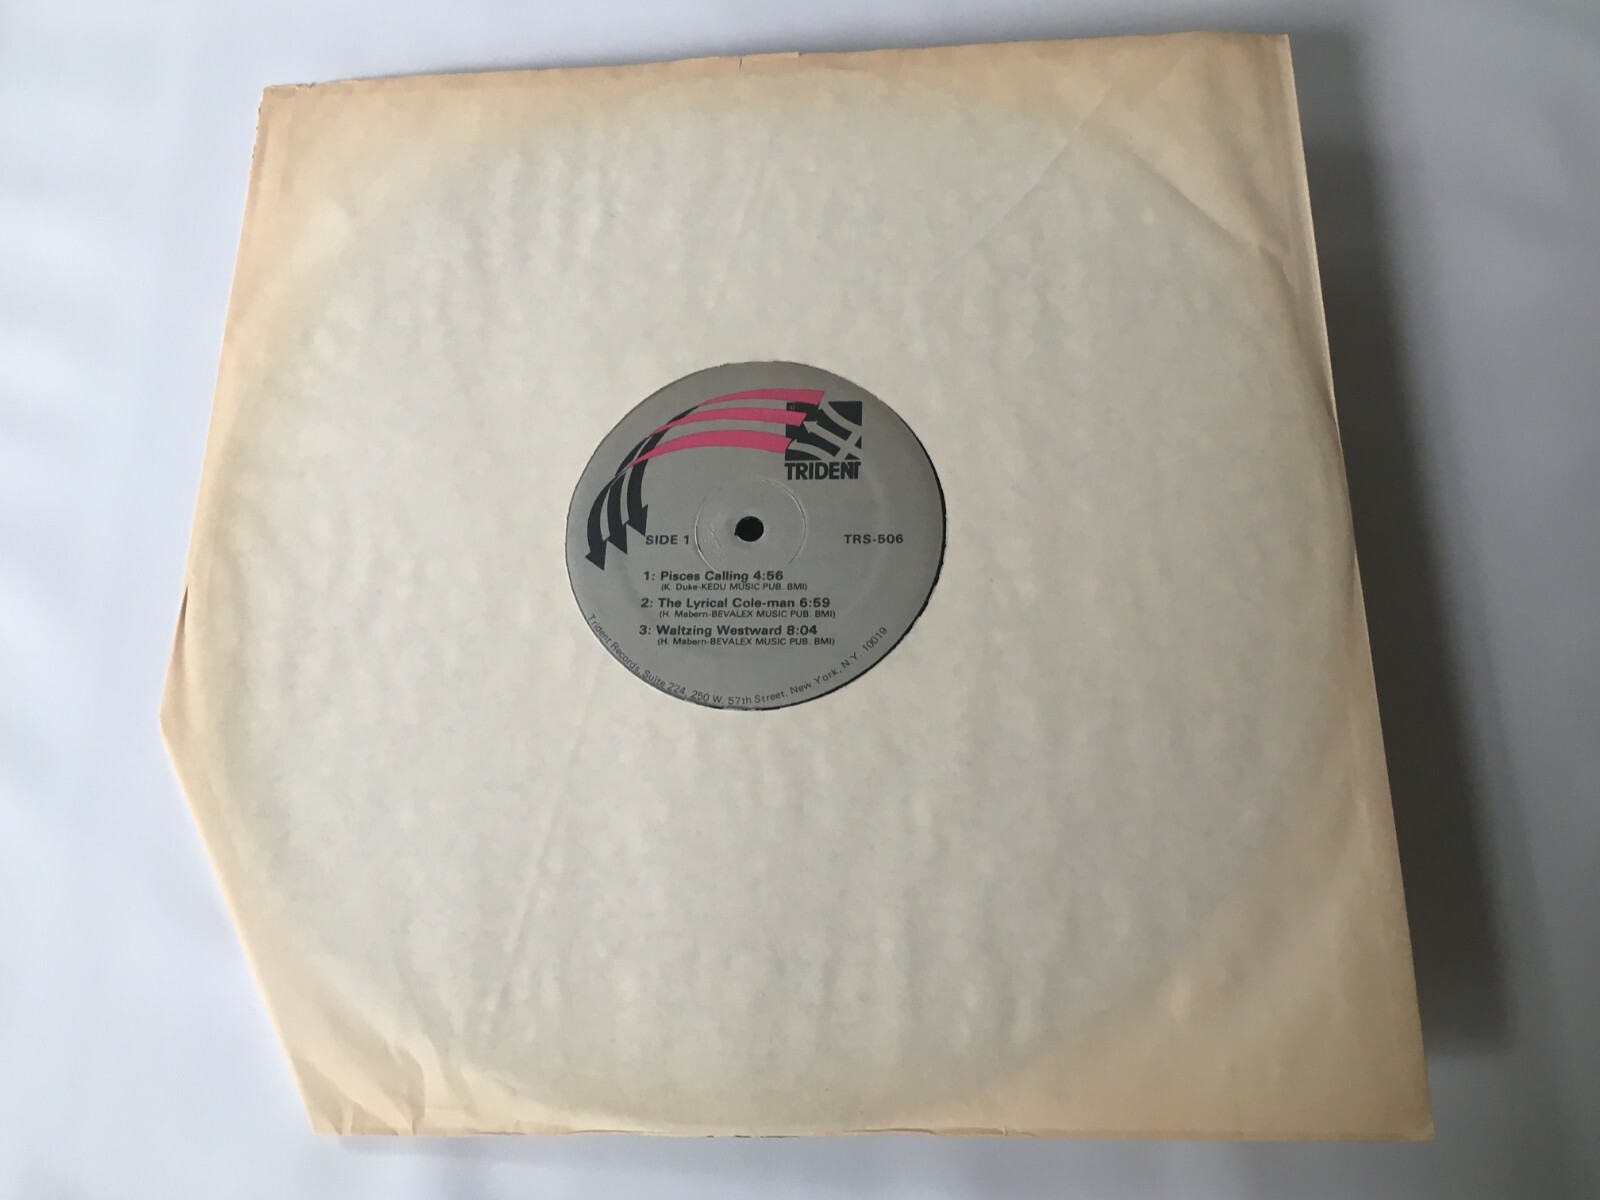 TRIDENT
SIDE 1
TRS-506
1: Pisces Calling 4:56
(K. Duke-KEDU MUSIC PUB. BMI)
2: The Lyrical Cole-man 6:59
(H. Mabern-BEVALEX MUSIC PUB. BMI)
3: Waltzing Westward 8:04
(H. Mabern-BEVALEX MUSIC PUB. BMI)
Trident Records, Suite 224, 250 W. 57th Street, New York, N.Y. 10019